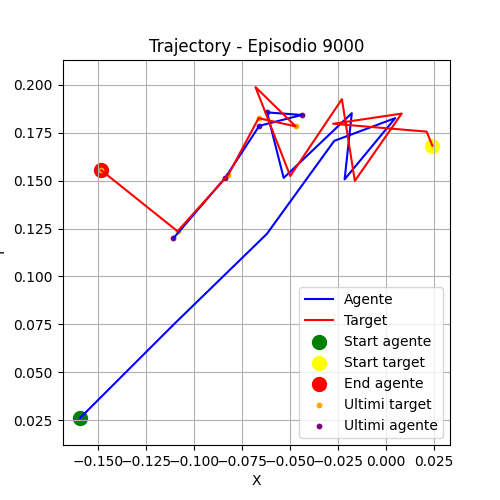 Trajectory - Episodio 9000
0.200
0.175
0.150
0.125
0.100
0.075
0.050
0.025
Agente
Target
Start agente
Start target
End agente
Ultimi target
Ultimi agente
−0.150 −0.125 −0.100 −0.075 −0.050 −0.025 0.000 0.025
X